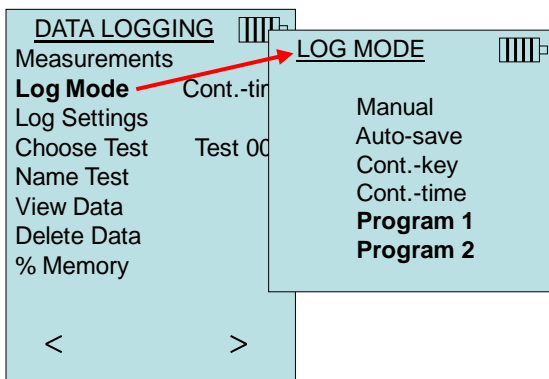 DATA LOGGING
Measurements
Log Mode Cont.-tir
Log Settings
Choose Test Test 00
Name Test
View Data
Delete Data
% Memory
< >
LOG MODE
Manual
Auto-save
Cont.-key
Cont.-time
Program 1
Program 2